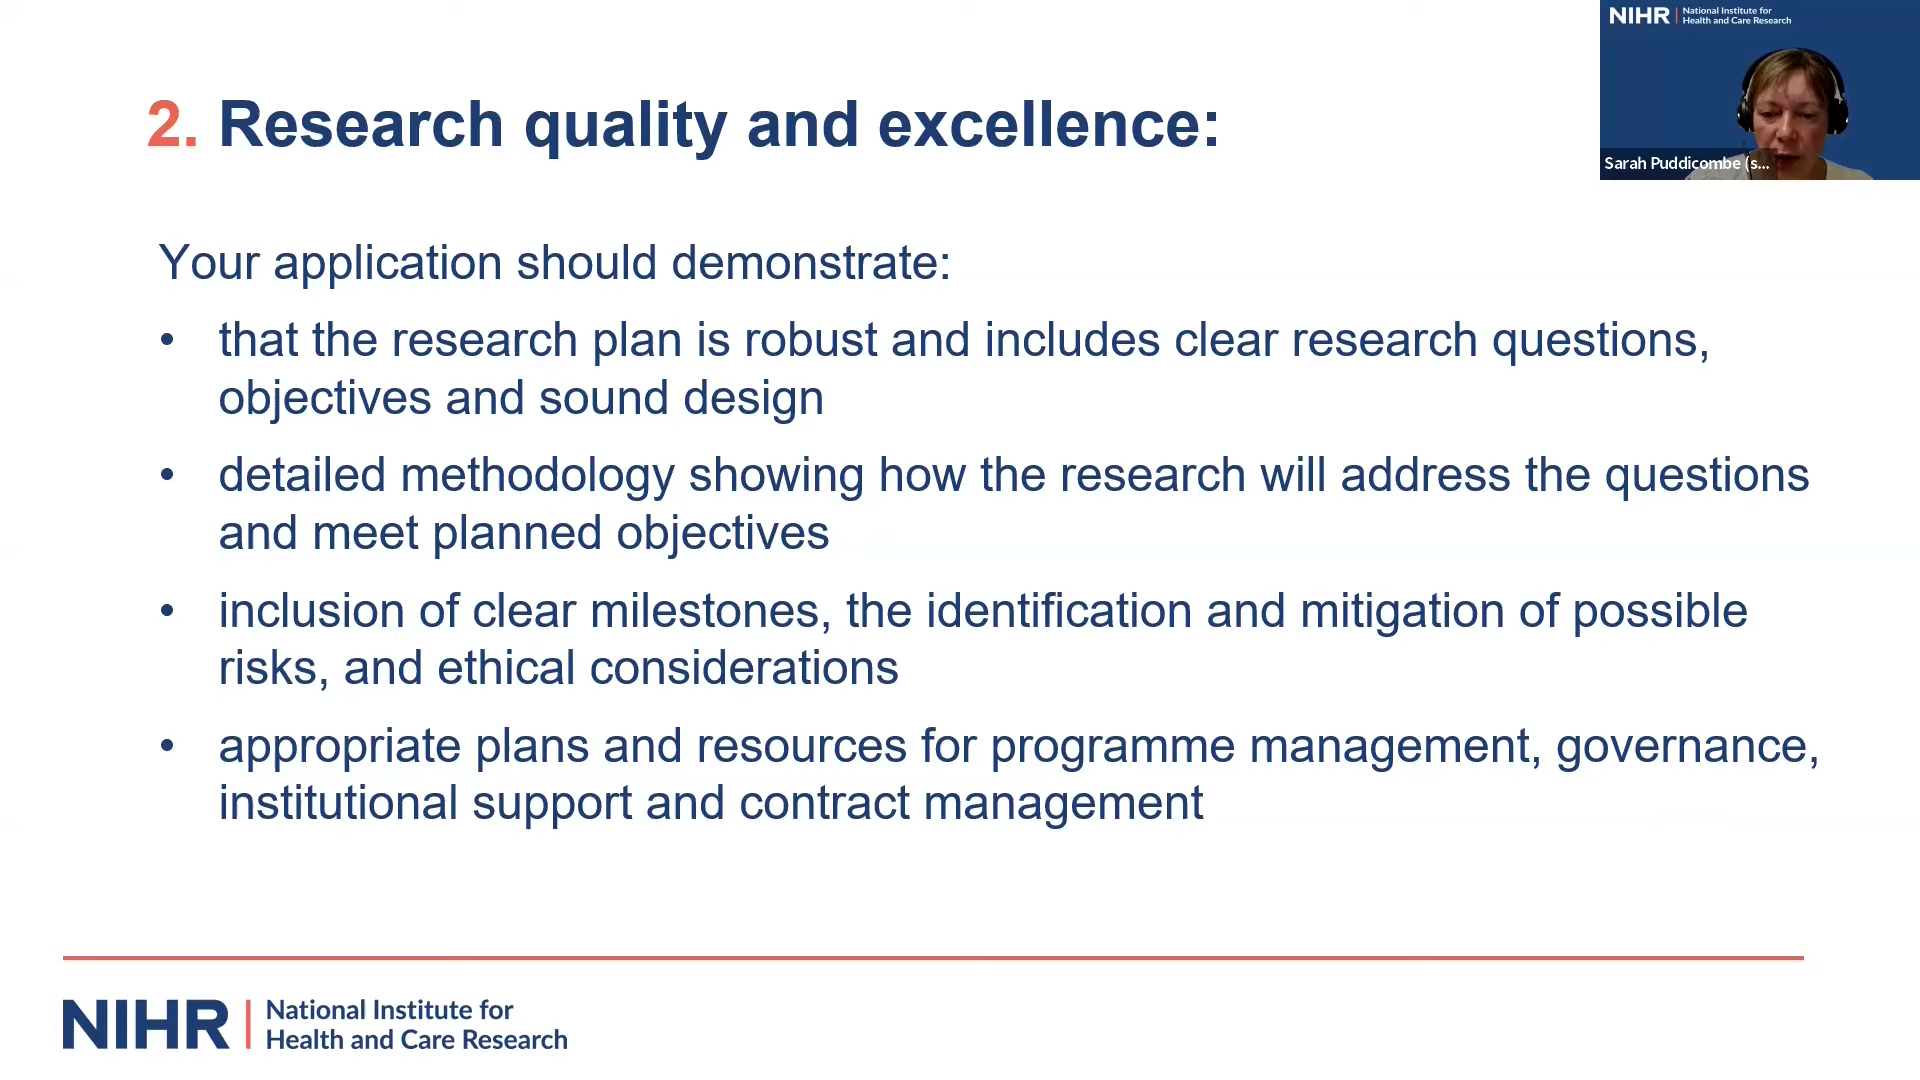 NIHR National Institute for
Health and Care Research
Sarah Puddicombe (s...
2. Research quality and excellence:
Your application should demonstrate:
• that the research plan is robust and includes clear research questions,
objectives and sound design
• detailed methodology showing how the research will address the questions
and meet planned objectives
• inclusion of clear milestones, the identification and mitigation of possible
risks, and ethical considerations
• appropriate plans and resources for programme management, governance,
institutional support and contract management
NIHR National Institute for
Health and Care Research